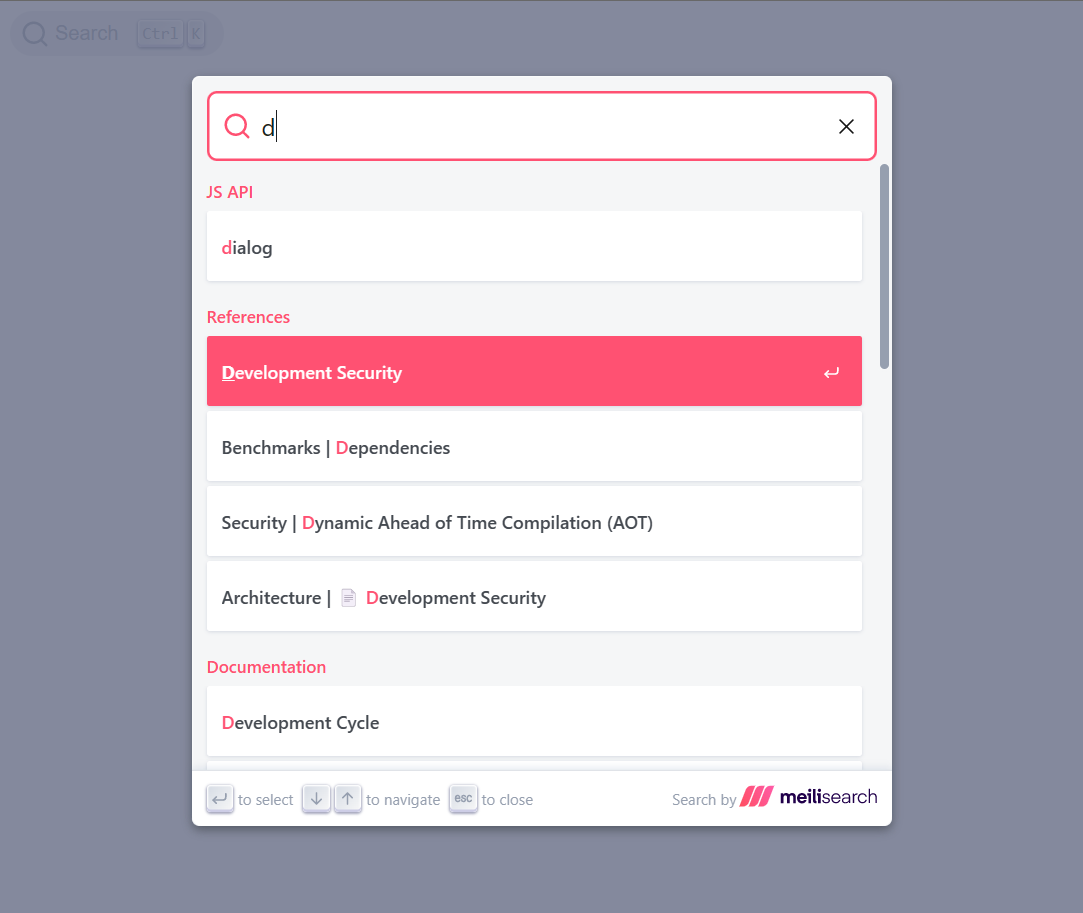 Search Ctrl K
d
JS API
dialog
References
Development Security
Benchmarks | Dependencies
Security | Dynamic Ahead of Time Compilation (AOT)
Architecture | Development Security
Documentation
Development Cycle
to select to navigate esc to close Search by meilisearch